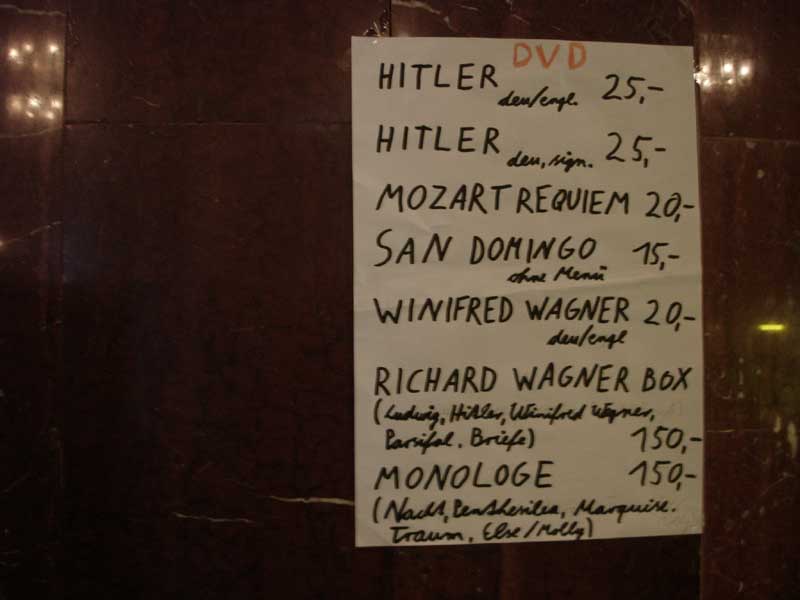 DVD
HITLER deu/engl. 25,-
HITLER deu, sign. 25,-
MOZART REQUIEM 20,-
SAN DOMINGO 15,-
ohne Menü
WINIFRED WAGNER 20,-
deu/engl
RICHARD WAGNER BOX
(Ludwig, Hitler, Winifred Wagner,
Parsifal, Briefe) 150,-
MONOLOGE 150,-
(Nacht, Penthesilea, Marquise.
Traum, Else/Molly)